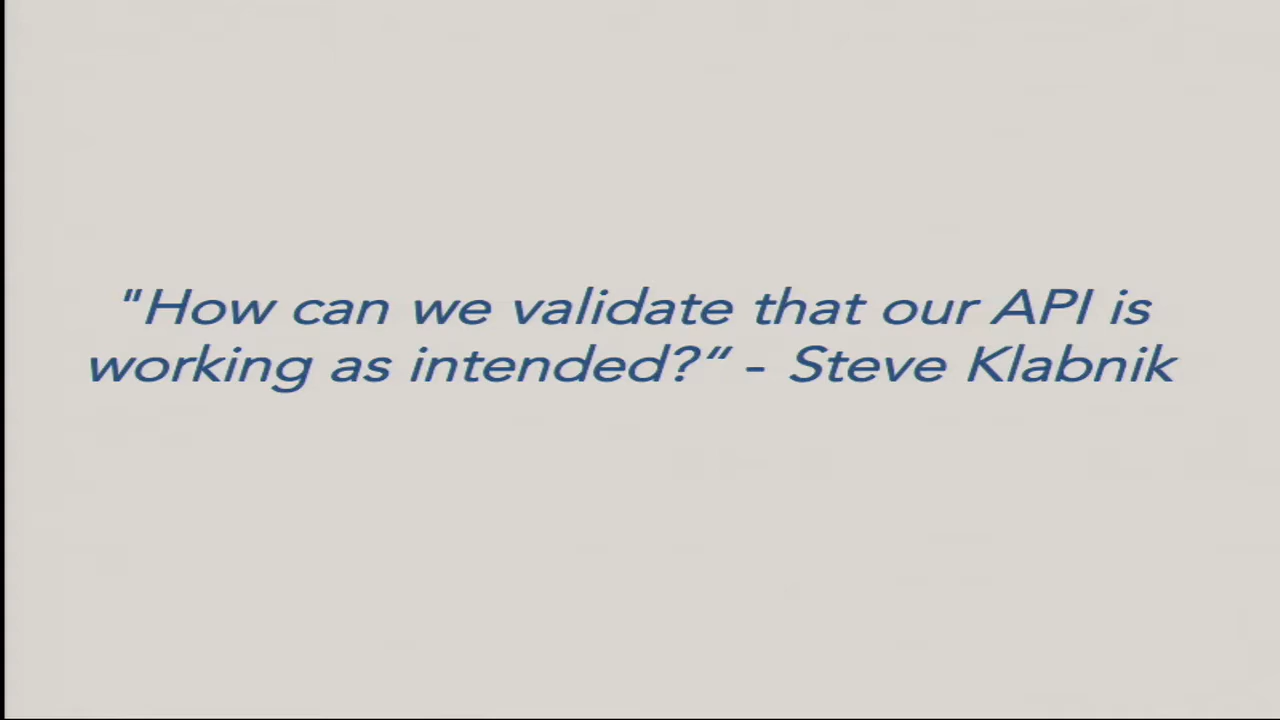 "How can we validate that our API is
working as intended?“ - Steve Klabnik